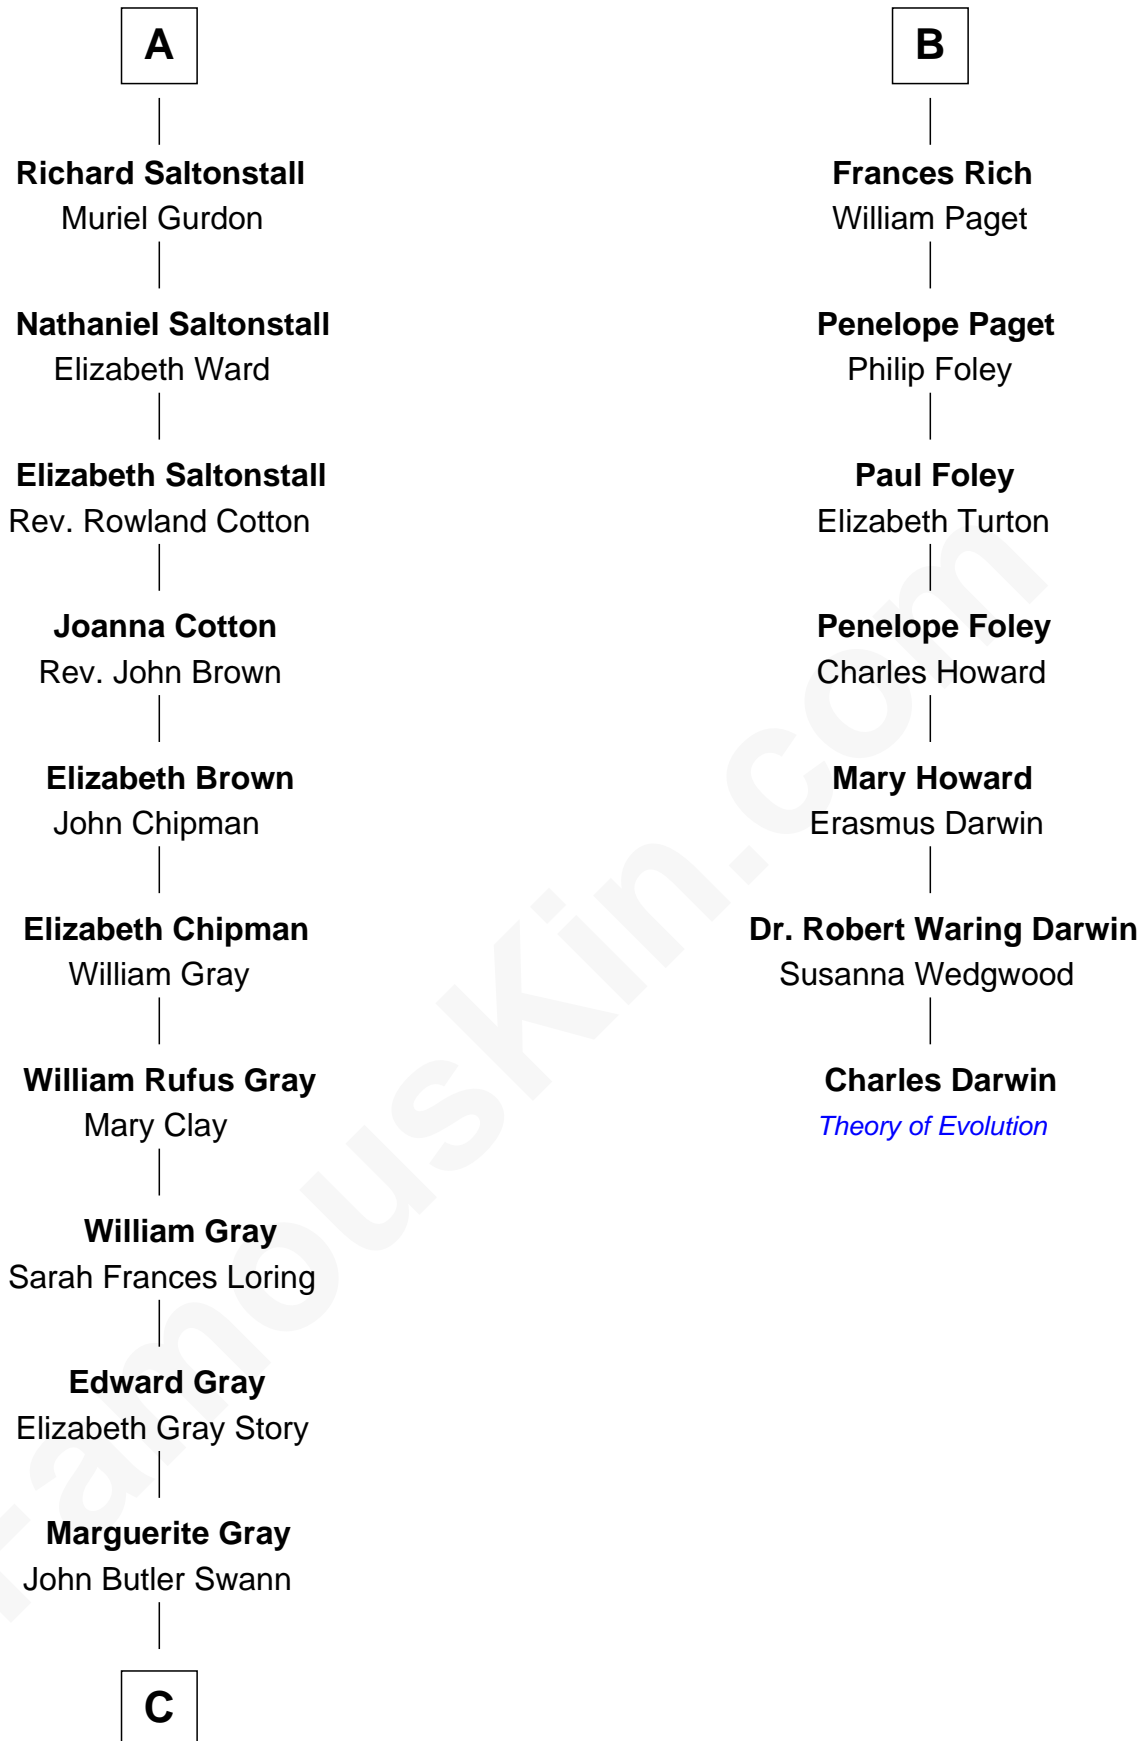 A
Richard Saltonstall
Muriel Gurdon
Nathaniel Saltonstall
Elizabeth Ward
Elizabeth Saltonstall
Rev. Rowland Cotton
Joanna Cotton
Rev. John Brown
Elizabeth Brown
John Chipman
Elizabeth Chipman
William Gray
William Rufus Gray
Mary Clay
William Gray
Sarah Frances Loring
Edward Gray
Elizabeth Gray Story
Marguerite Gray
John Butler Swann
C
B
Frances Rich
William Paget
Penelope Paget
Philip Foley
Paul Foley
Elizabeth Turton
Penelope Foley
Charles Howard
Mary Howard
Erasmus Darwin
Dr. Robert Waring Darwin
Susanna Wedgwood
Charles Darwin
Theory of Evolution
FamousKin.com